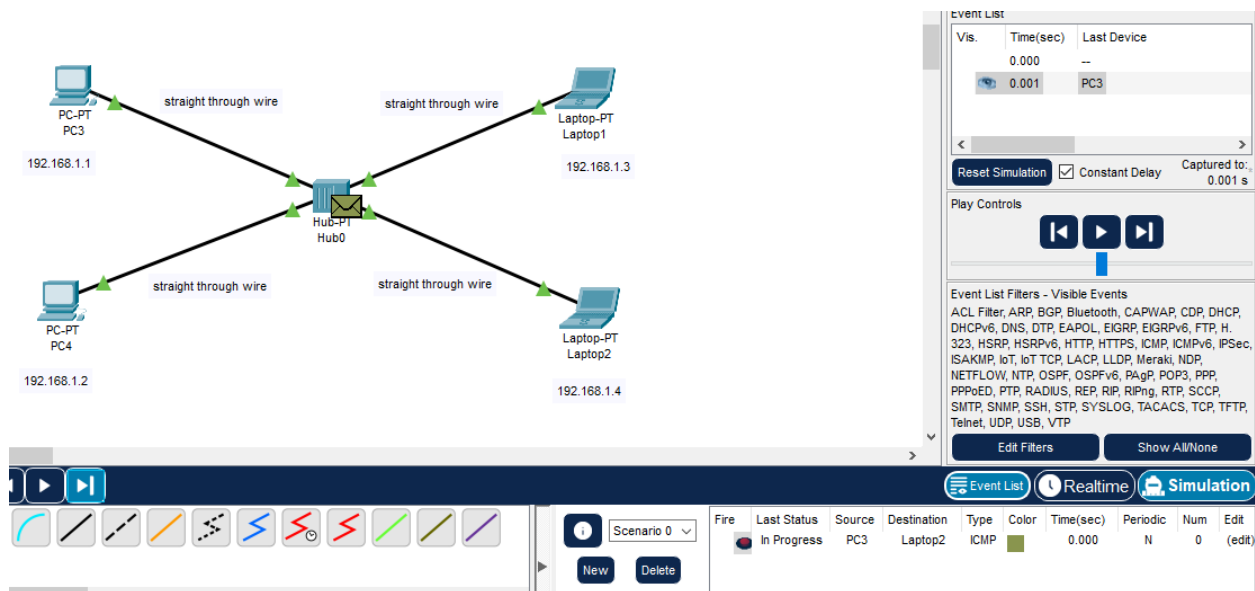 straight through wire
straight through wire
PC-PT
PC3
Laptop-PT
Laptop1
192.168.1.1
192.168.1.3
Hub-PT
Hub0
straight through wire
straight through wire
PC-PT
PC4
Laptop-PT
Laptop2
192.168.1.2
192.168.1.4
Event List
Vis. Time(sec) Last Device
0.000 --
0.001 PC3
Reset Simulation Constant Delay Captured to:
0.001 s
Play Controls
Event List Filters - Visible Events
ACL Filter, ARP, BGP, Bluetooth, CAPWAP, CDP, DHCP,
DHCPv6, DNS, DTP, EAPOL, EIGRP, EIGRPv6, FTP, H.
323, HSRP, HSRPv6, HTTP, HTTPS, ICMP, ICMPv6, IPSec,
ISAKMP, IoT, IoT TCP, LACP, LLDP, Meraki, NDP,
NETFLOW, NTP, OSPF, OSPFv6, PAgP, POP3, PPP,
PPPoED, PTP, RADIUS, REP, RIP, RIPng, RTP, SCCP,
SMTP, SNMP, SSH, STP, SYSLOG, TACACS, TCP, TFTP,
Telnet, UDP, USB, VTP
Edit Filters Show All/None
Event List Realtime Simulation
Scenario 0
New Delete
Fire Last Status Source Destination Type Color Time(sec) Periodic Num Edit
In Progress PC3 Laptop2 ICMP 0.000 N 0 (edit)